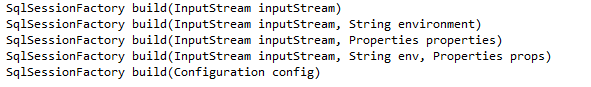 SqlSessionFactory build(InputStream inputStream)
SqlSessionFactory build(InputStream inputStream, String environment)
SqlSessionFactory build(InputStream inputStream, Properties properties)
SqlSessionFactory build(InputStream inputStream, String env, Properties props)
SqlSessionFactory build(Configuration config)